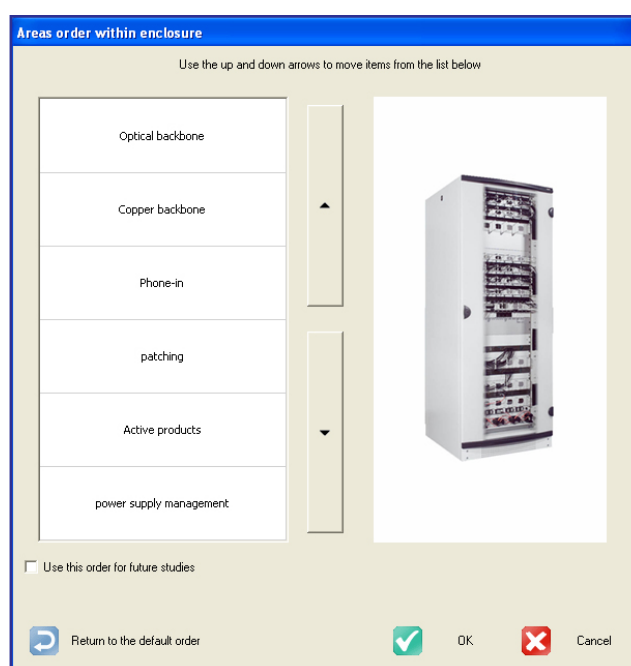 Areas order within enclosure
Use the up and down arrows to move items from the list below
Optical backbone
Copper backbone
Phone-in
patching
Active products
power supply management
Use this order for future studies
Return to the default order
OK
Cancel